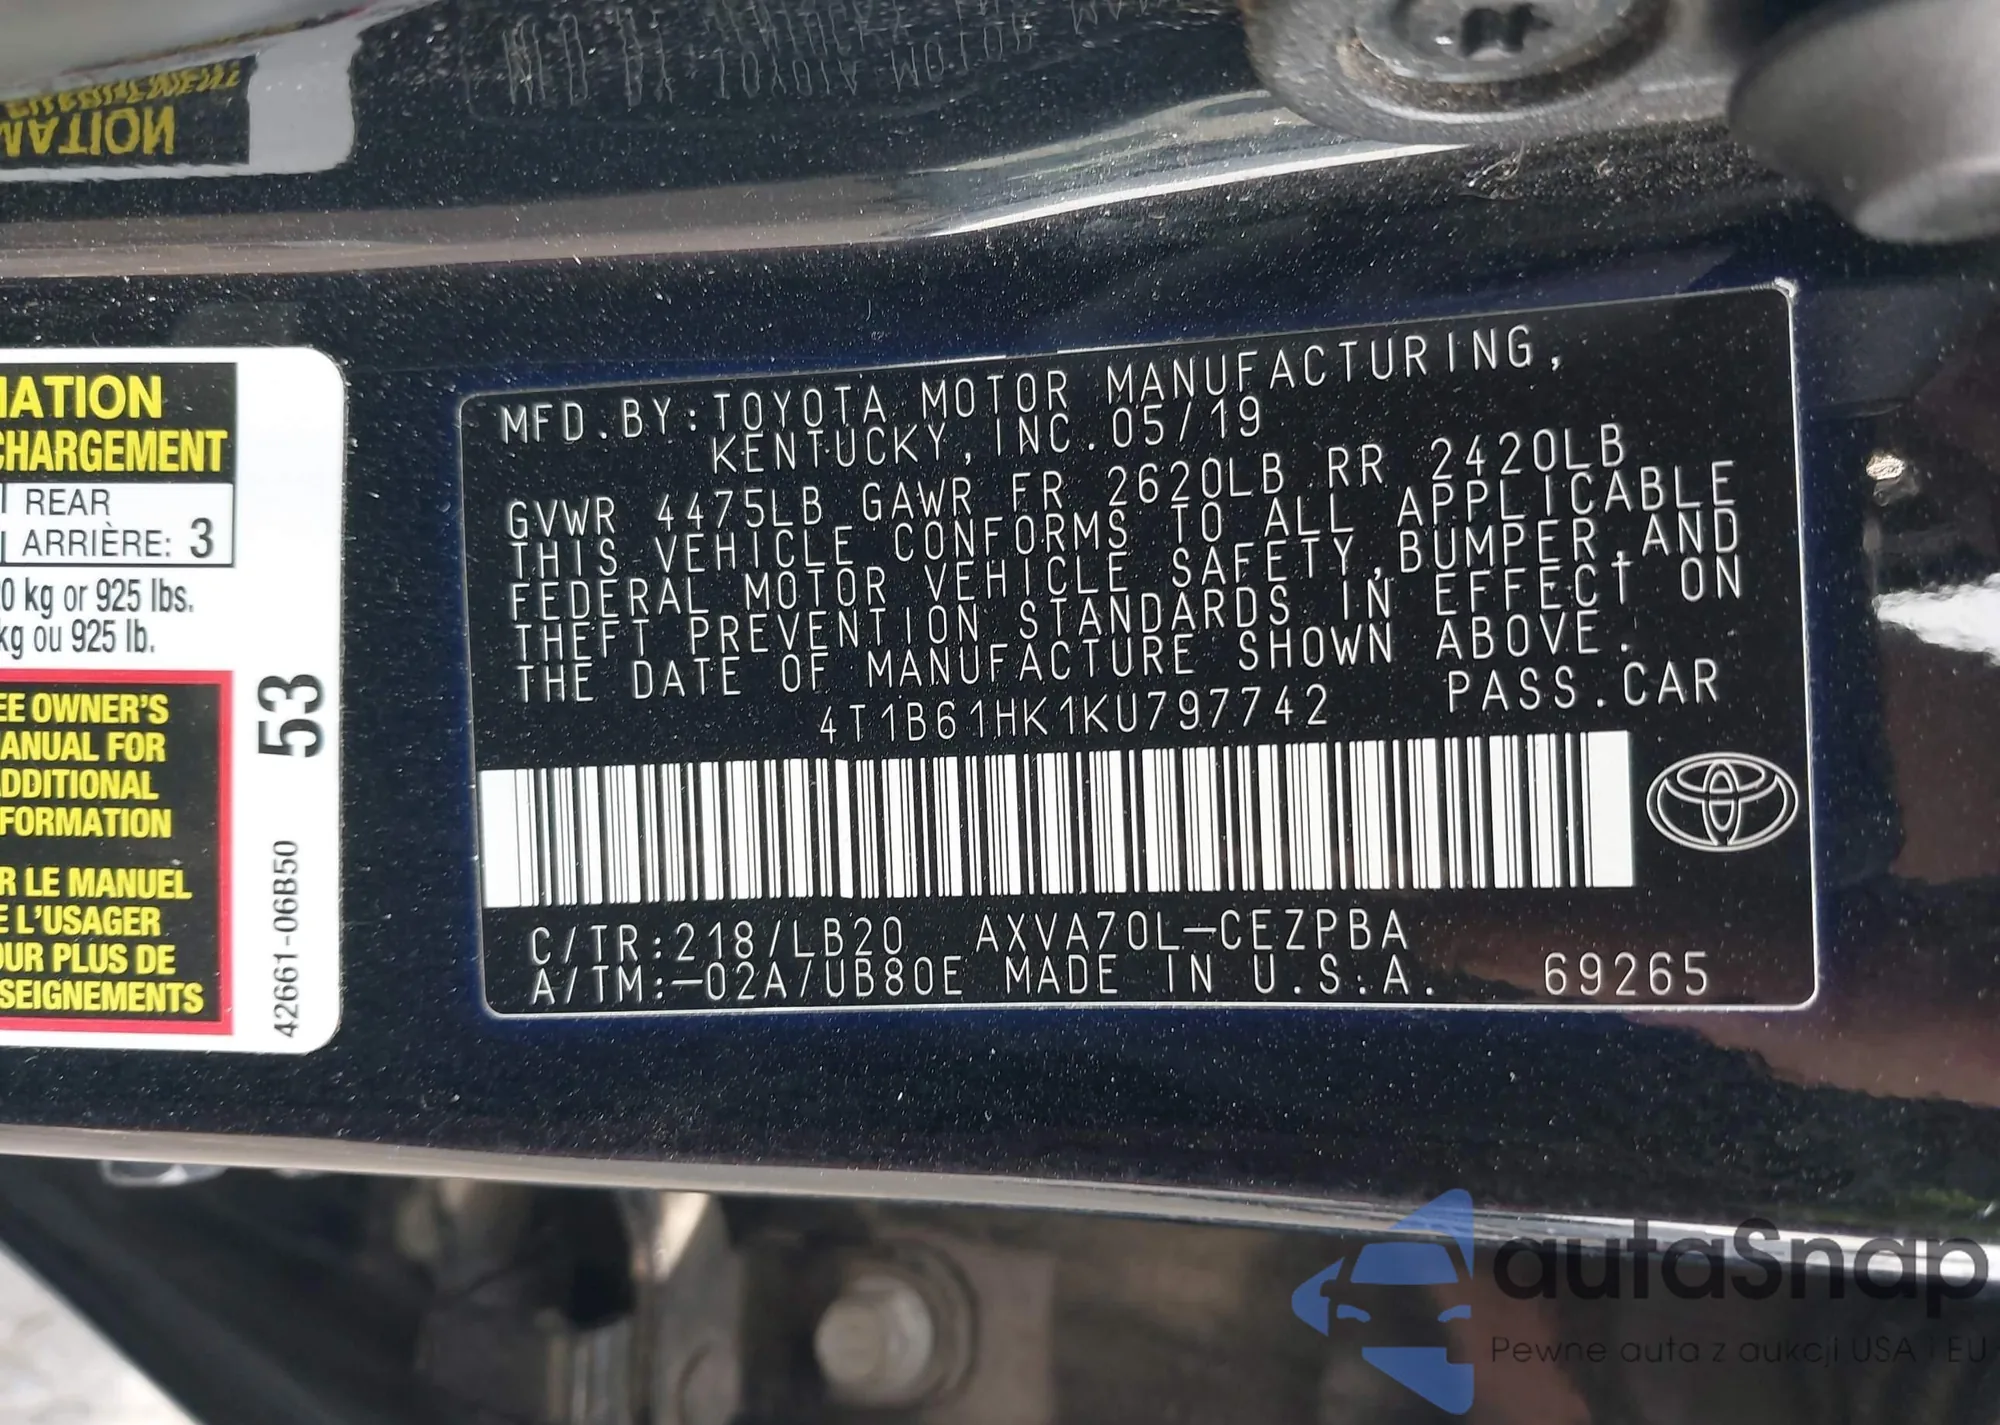 MATION
CHARGEMENT
REAR
ARRIÈRE: 3
0 kg or 925 lbs.
kg ou 925 lb.
EE OWNER'S
ANUAL FOR
DDITIONAL
FORMATION
R LE MANUEL
E L'USAGER
OUR PLUS DE
SEIGNEMENTS
53
42661-06B50
MFD.BY:TOYOTA MOTOR MANUFACTURING,
KENTUCKY, INC.05/19
GVWR 4475LB GAWR FR 2620LB RR 2420LB
THIS VEHICLE CONFORMS TO ALL APPLICABLE
FEDERAL MOTOR VEHICLE SAFETY,BUMPER,AND
THEFT PREVENTION STANDARDS IN EFFECT ON
THE DATE OF MANUFACTURE SHOWN ABOVE.
4T1B61HK1KU797742 PASS.CAR
C/TR:218/LB20 AXVA70L-CEZPBA
A/TM:-02A/UB80E MADE IN U.S.A. 69265
autaSnap
Pewne auta z aukcji USA i EU